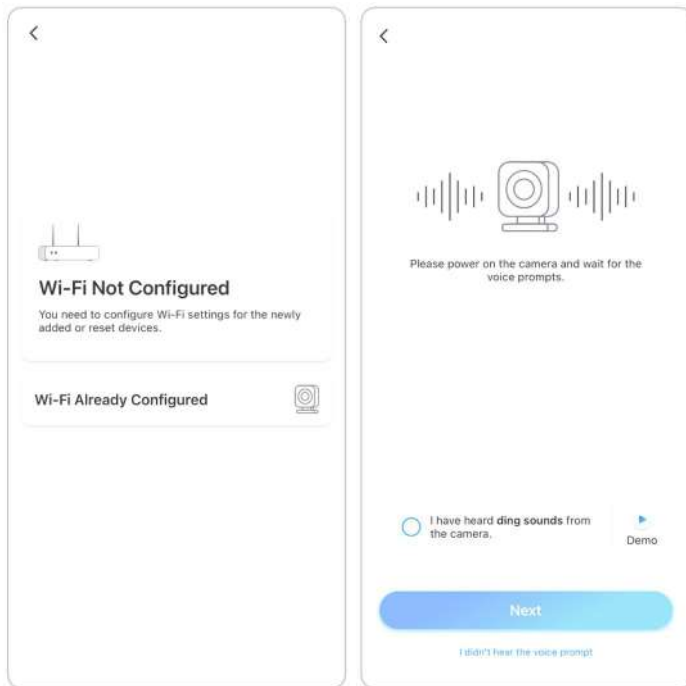 Wi-Fi Not Configured
You need to configure Wi-Fi settings for the newly
added or reset devices.
Wi-Fi Already Configured
Please power on the camera and wait for the
voice prompts.
I have heard ding sounds from
the camera.
Demo
Next
I didn't hear the voice prompt